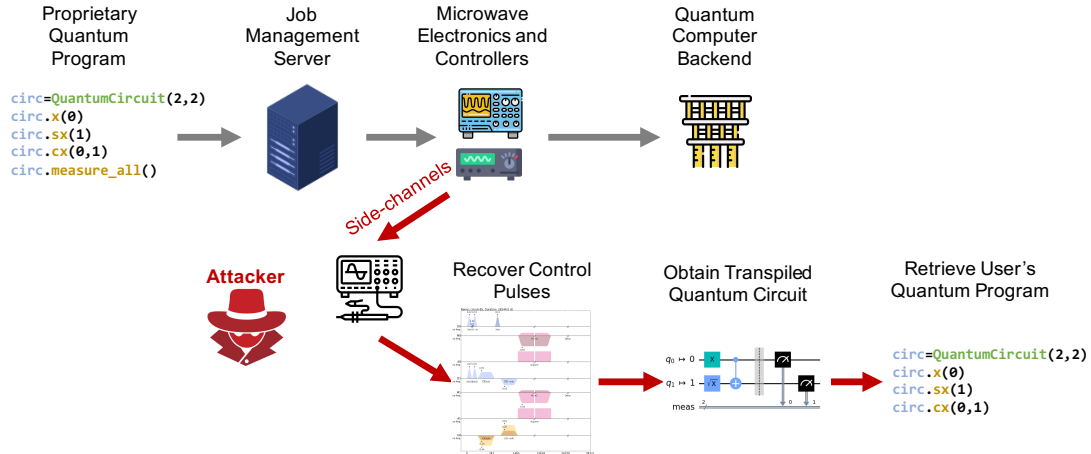 Proprietary
Quantum
Program
circ=QuantumCircuit(2,2)
circ.x(0)
circ.sx(1)
circ.cx(0,1)
circ.measure_all()
Job
Management
Server
Microwave
Electronics and
Controllers
Quantum
Computer
Backend
Side-channels
Attacker
Recover Control
Pulses
Obtain Transpiled
Quantum Circuit
q0 ↦ 0
X
q1 ↦ 1
√X
meas
2
0
1
Retrieve User's
Quantum Program
circ=QuantumCircuit(2,2)
circ.x(0)
circ.sx(1)
circ.cx(0,1)